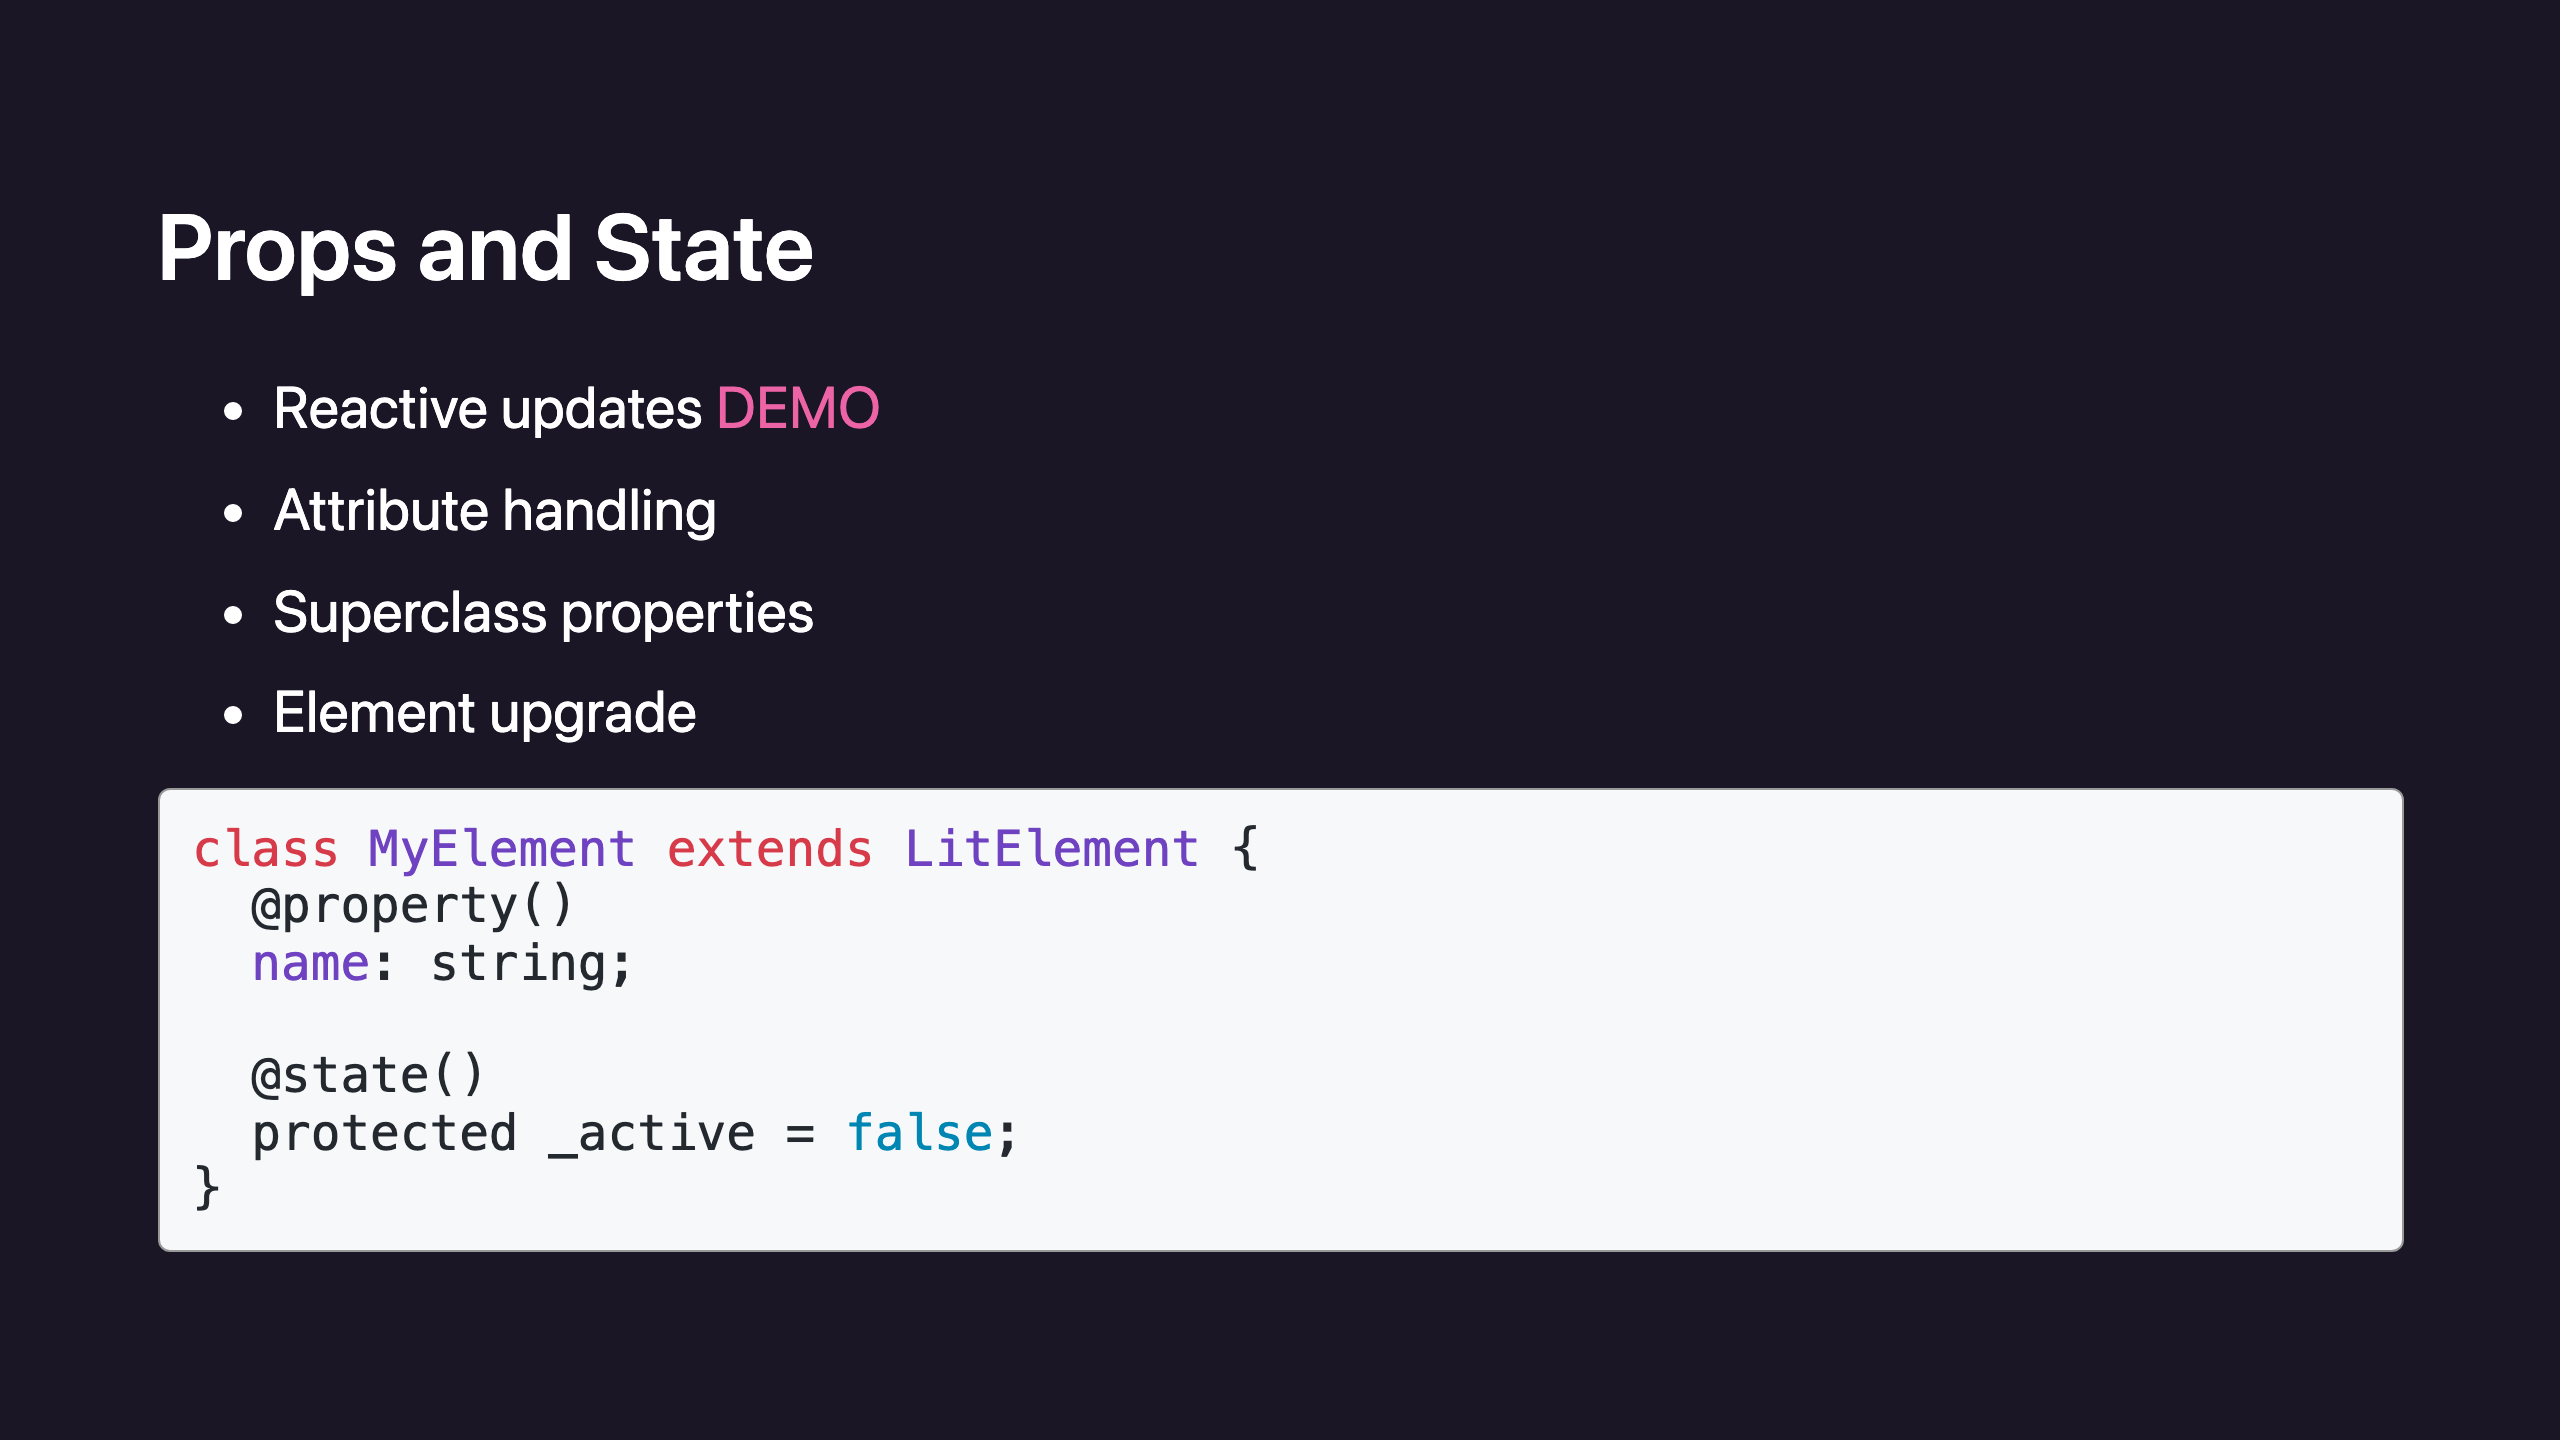 Props and State
• Reactive updates DEMO
• Attribute handling
• Superclass properties
• Element upgrade
class MyElement extends LitElement {
  @property()
  name: string;

  @state()
  protected _active = false;
}